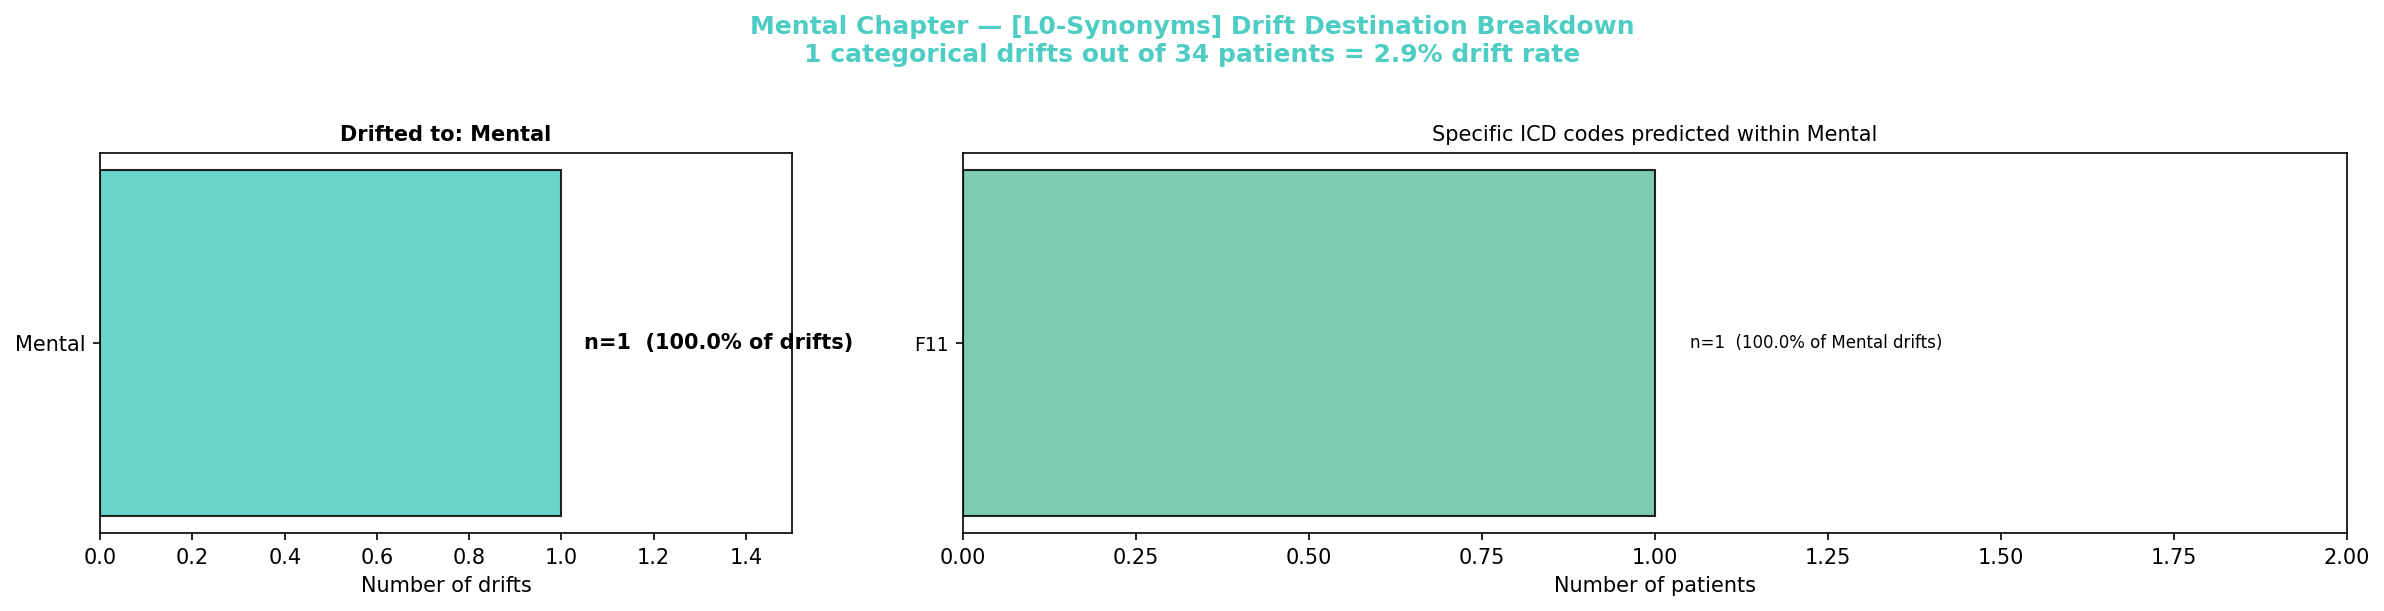 Mental Chapter — [L0-Synonyms] Drift Destination Breakdown
1 categorical drifts out of 34 patients = 2.9% drift rate
Drifted to: Mental
Mental
n=1 (100.0% of drifts)
0.0 0.2 0.4 0.6 0.8 1.0 1.2 1.4
Number of drifts
Specific ICD codes predicted within Mental
F11
n=1 (100.0% of Mental drifts)
0.00 0.25 0.50 0.75 1.00 1.25 1.50 1.75 2.00
Number of patients